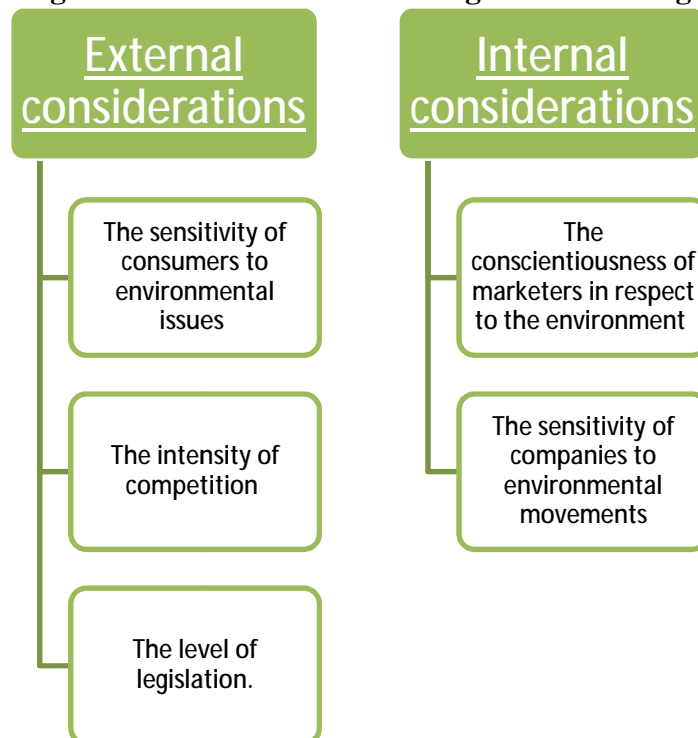 External
considerations
The sensitivity of
consumers to
environmental
issues
The intensity of
competition
The level of
legislation.
Internal
considerations
The
conscientiousness of
marketers in respect
to the environment
The sensitivity of
companies to
environmental
movements